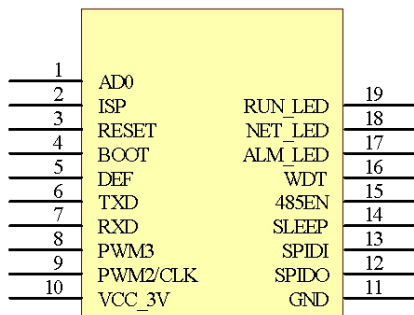 1 AD0
2 ISP RUN_LED 19
3 RESET NET_LED 18
4 BOOT ALM_LED 17
5 DEF WDT 16
6 TXD 485EN 15
7 RXD SLEEP 14
8 PWM3 SPIDI 13
9 PWM2/CLK SPIDO 12
10 VCC_3V GND 11